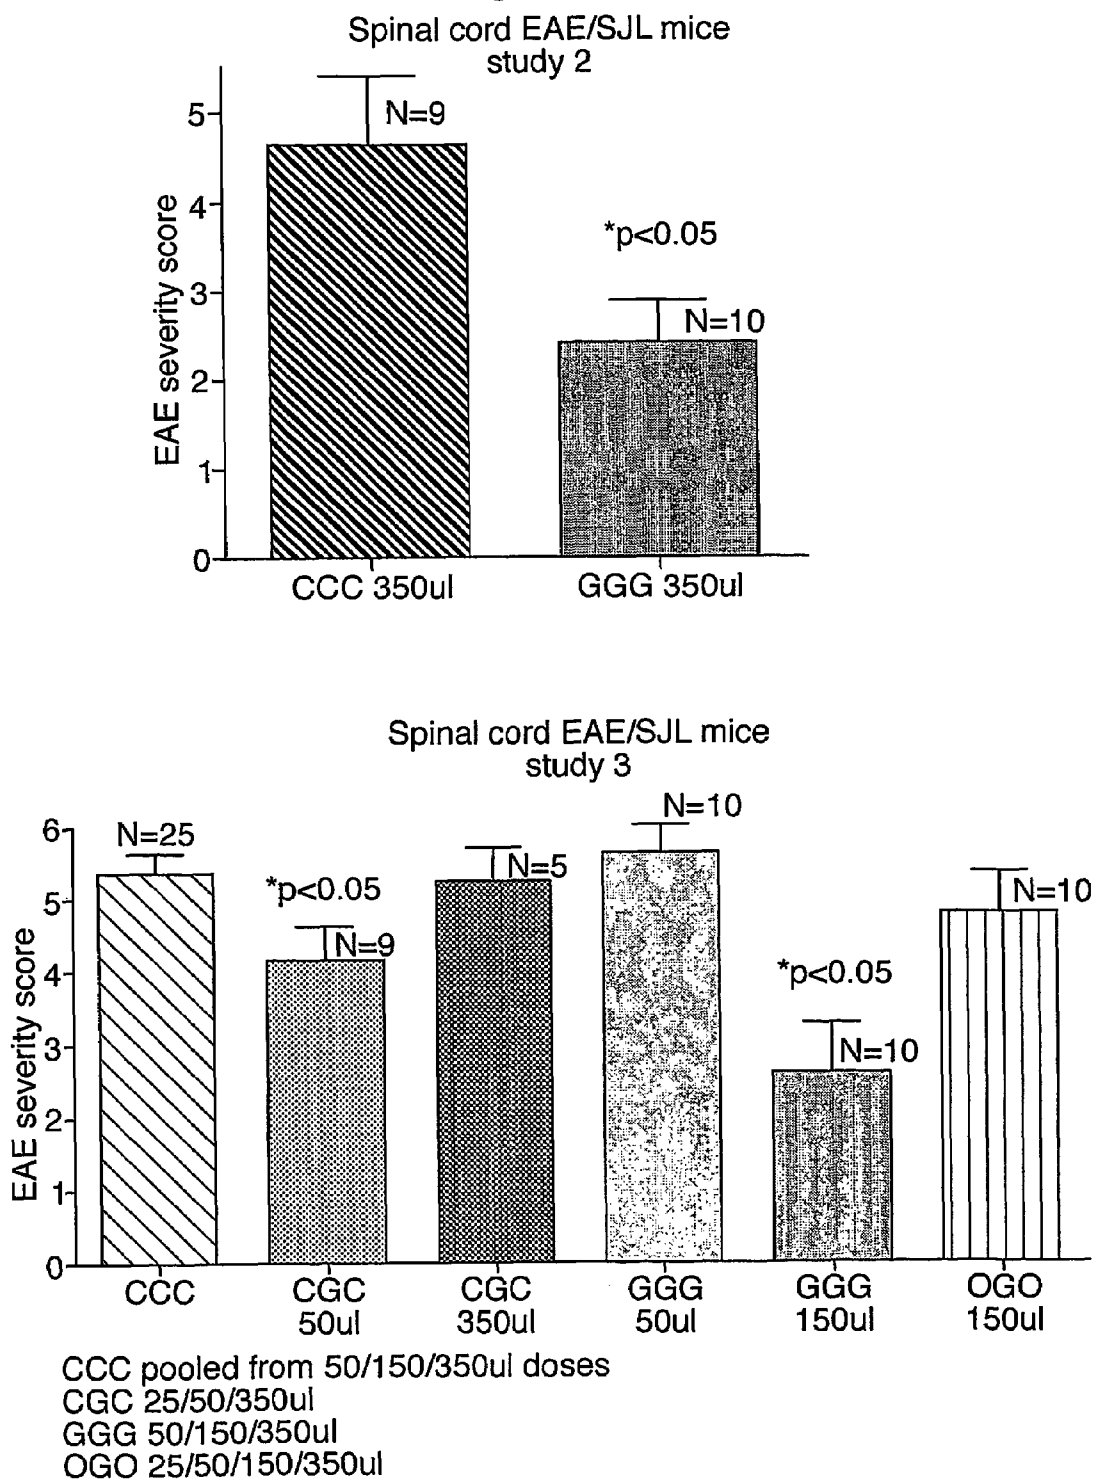 Spinal cord EAE/SJL mice
study 2
EAE severity score
5
4
3
2
1
0
N=9
*p<0.05
N=10
CCC 350ul
GGG 350ul
Spinal cord EAE/SJL mice
study 3
EAE severity score
6
5
4
3
2
1
0
N=25
*p<0.05
N=9
N=5
N=10
*p<0.05
N=10
N=10
CCC
CGC
50ul
CGC
350ul
GGG
50ul
GGG
150ul
OGO
150ul
CCC pooled from 50/150/350ul doses
CGC 25/50/350ul
GGG 50/150/350ul
OGO 25/50/150/350ul